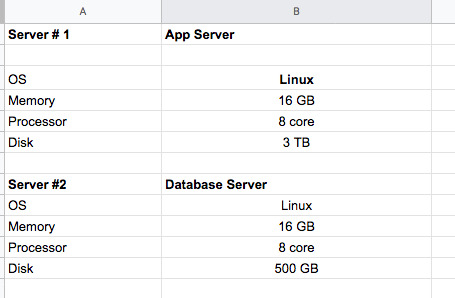 A B
Server # 1 App Server
OS Linux
Memory 16 GB
Processor 8 core
Disk 3 TB
Server #2 Database Server
OS Linux
Memory 16 GB
Processor 8 core
Disk 500 GB